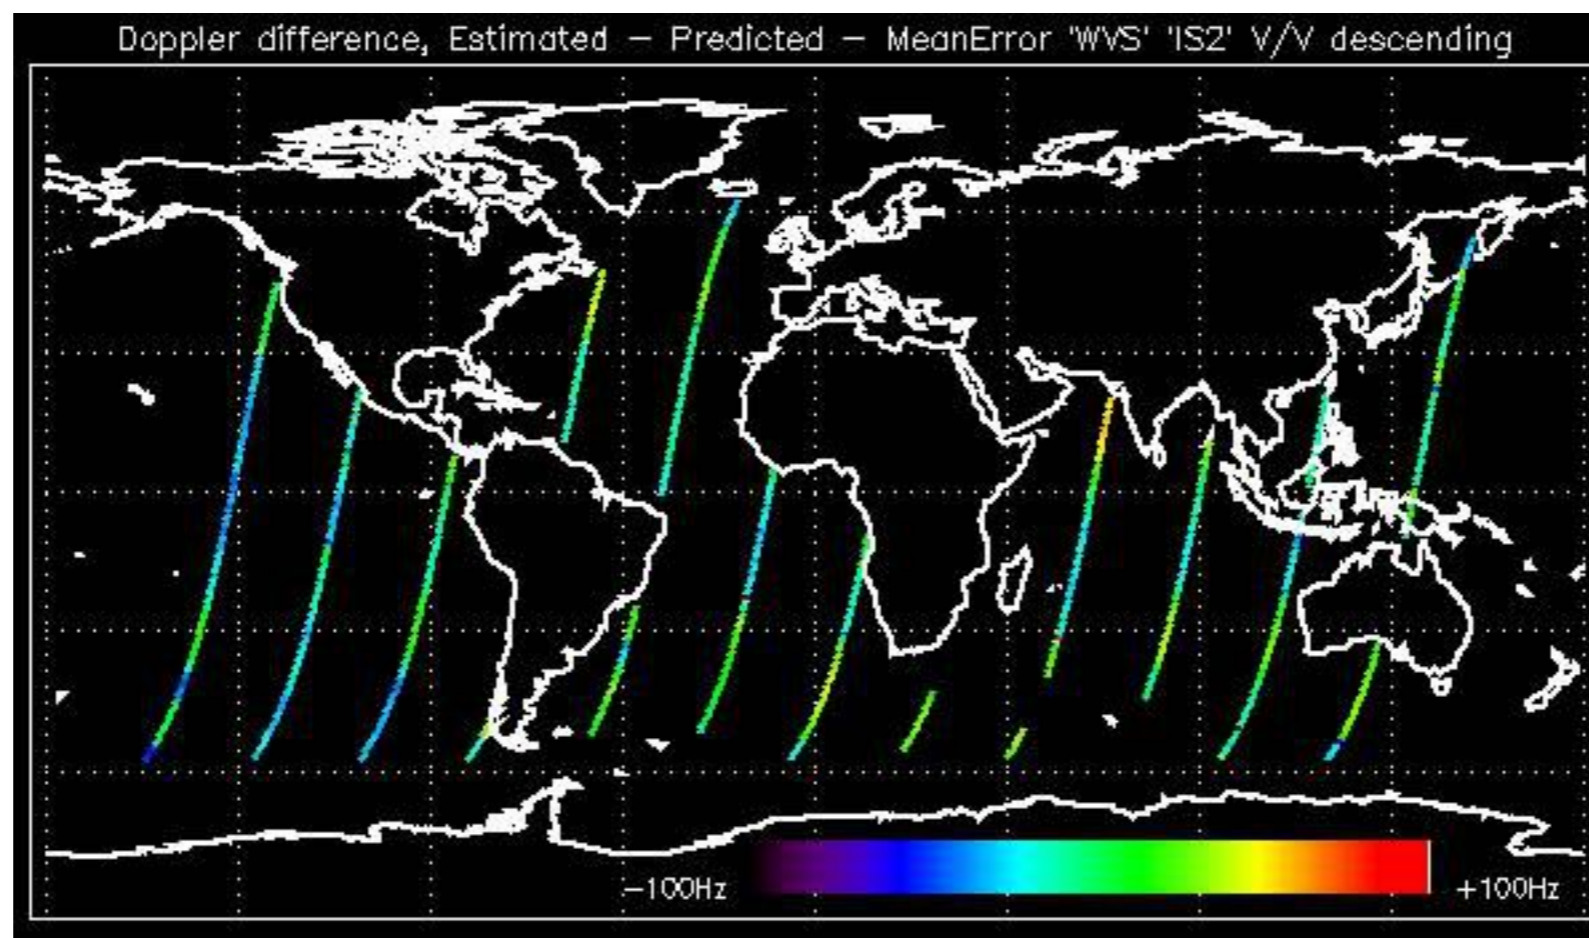 Doppler difference, Estimated – Predicted – MeanError 'WVS' 'IS2' V/V descending
−100Hz +100Hz